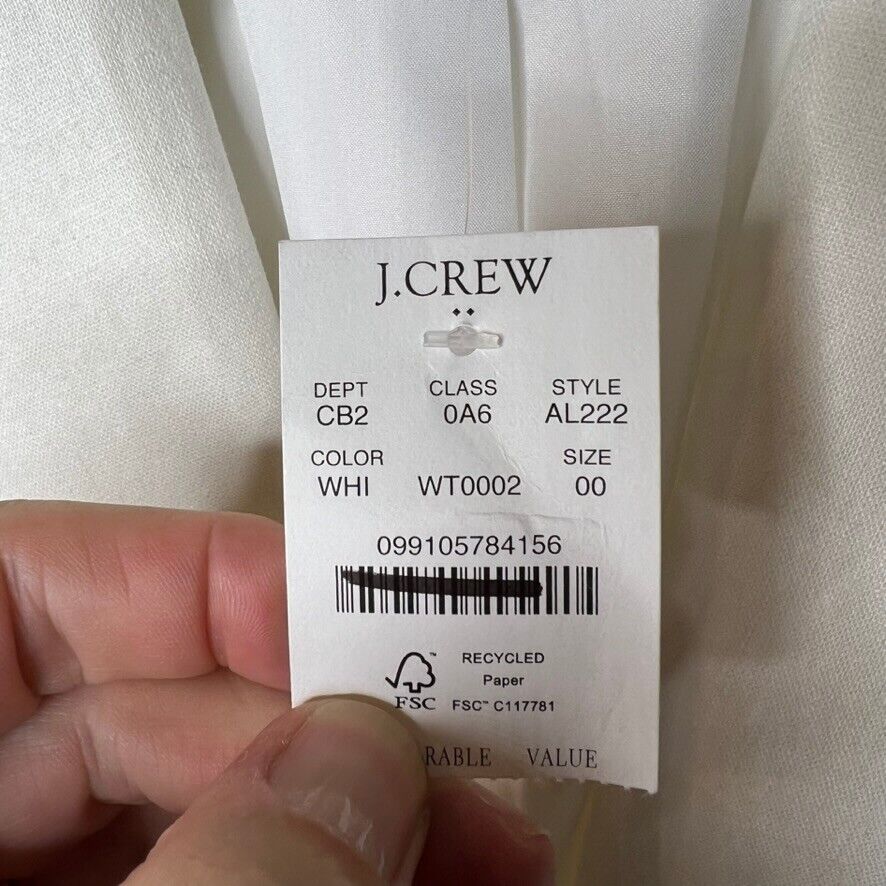 J.CREW
DEPT CLASS STYLE
CB2 0A6 AL222
COLOR SIZE
WHI WT0002 00
099105784156
RECYCLED
Paper
FSC™ C117781
™
FSC
VALUE